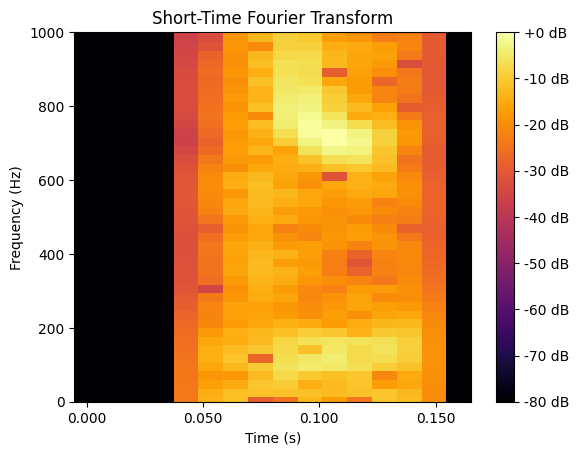 Short-Time Fourier Transform
1000
800
600
400
200
0
Frequency (Hz)
0.000
0.050
0.100
0.150
Time (s)
+0 dB
-10 dB
-20 dB
-30 dB
-40 dB
-50 dB
-60 dB
-70 dB
-80 dB